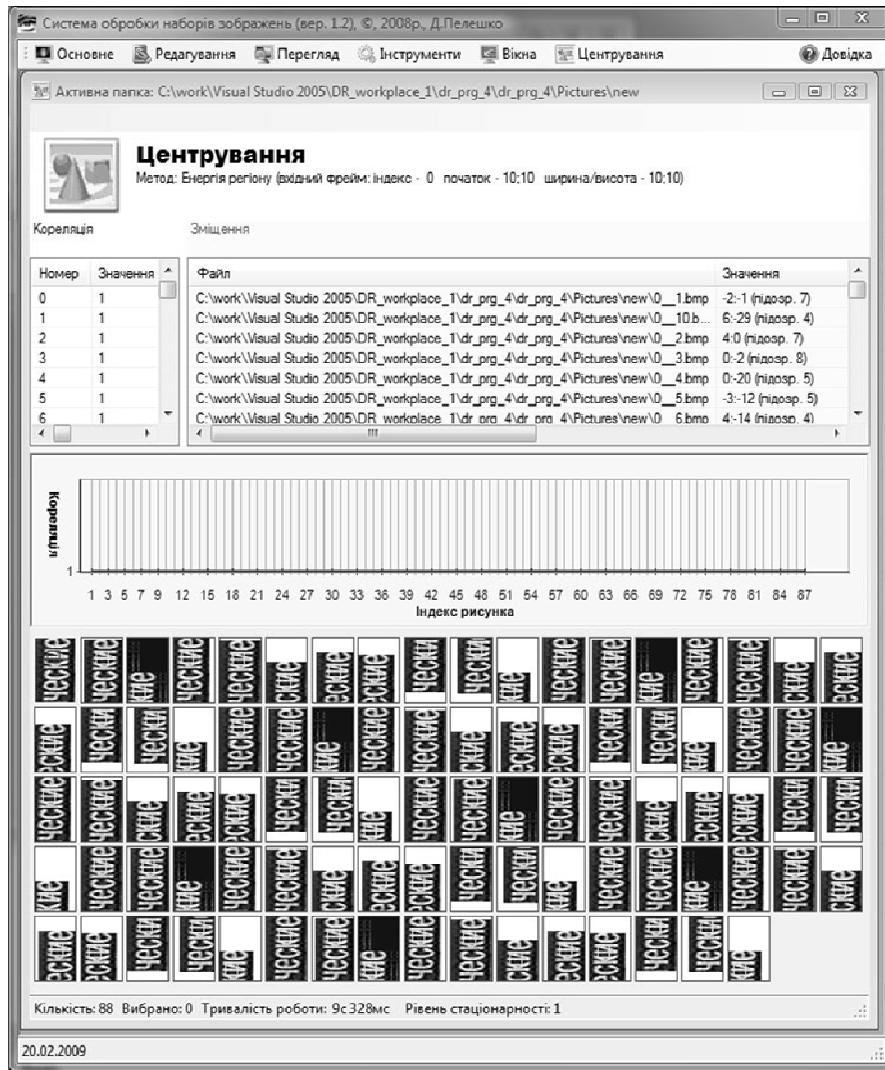 Система обробки наборів зображень (вер. 1.2), ©, 2008р., Д.Пелешко
Основне Редагування Перегляд Інструменти Вікна Центрування Довідка
Активна папка: C:\work\Visual Studio 2005\DR_workplace_1\dr_prg_4\dr_prg_4\Pictures\new
Центрування
Метод: Енергія регіону (вхідний фрейм: індекс - 0 початок - 10;10 ширина/висота - 10;10)
Кореляція Зміщення
Номер Значення Файл Значення
0 1 C:\work\Visual Studio 2005\DR_workplace_1\dr_prg_4\dr_prg_4\Pictures\new\0__1.bmp -2:-1 (підозр. 7)
1 1 C:\work\Visual Studio 2005\DR_workplace_1\dr_prg_4\dr_prg_4\Pictures\new\0__10.b... 6:-29 (підозр. 4)
2 1 C:\work\Visual Studio 2005\DR_workplace_1\dr_prg_4\dr_prg_4\Pictures\new\0__2.bmp 4:0 (підозр. 7)
3 1 C:\work\Visual Studio 2005\DR_workplace_1\dr_prg_4\dr_prg_4\Pictures\new\0__3.bmp 0:-2 (підозр. 8)
4 1 C:\work\Visual Studio 2005\DR_workplace_1\dr_prg_4\dr_prg_4\Pictures\new\0__4.bmp 0:-20 (підозр. 5)
5 1 C:\work\Visual Studio 2005\DR_workplace_1\dr_prg_4\dr_prg_4\Pictures\new\0__5.bmp -3:-12 (підозр. 5)
6 1 C:\work\Visual Studio 2005\DR_workplace_1\dr_prg_4\dr_prg_4\Pictures\new\0__6.bmp 4:-14 (підозр. 4)
Кореляція
1
1 3 5 7 9 12 15 18 21 24 27 30 33 36 39 42 45 48 51 54 57 60 63 66 69 72 75 78 81 84 87
Індекс рисунка
Кількість: 88 Вибрано: 0 Тривалість роботи: 9с328мс Рівень стаціонарності: 1
20.02.2009